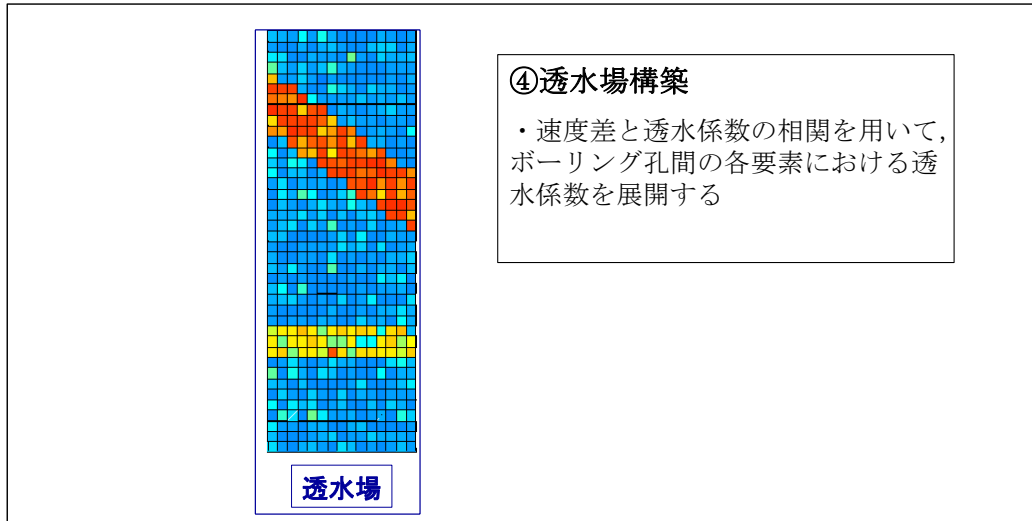 ④透水場構築
・速度差と透水係数の相関を用いて,
ボーリング孔間の各要素における透
水係数を展開する
透水場